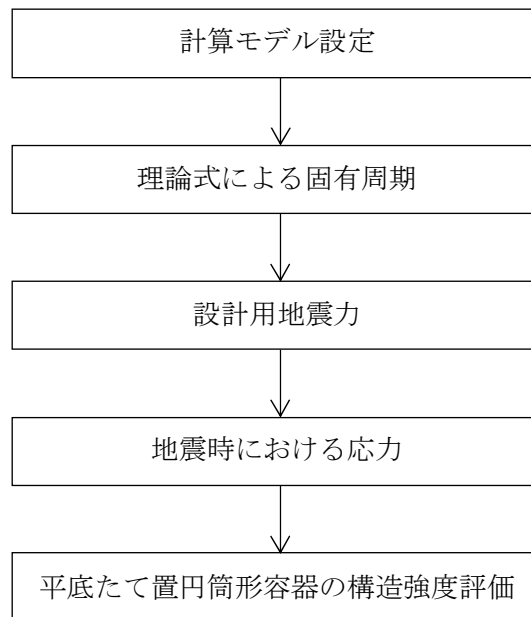 計算モデル設定
理論式による固有周期
設計用地震力
地震時における応力
平底たて置円筒形容器の構造強度評価